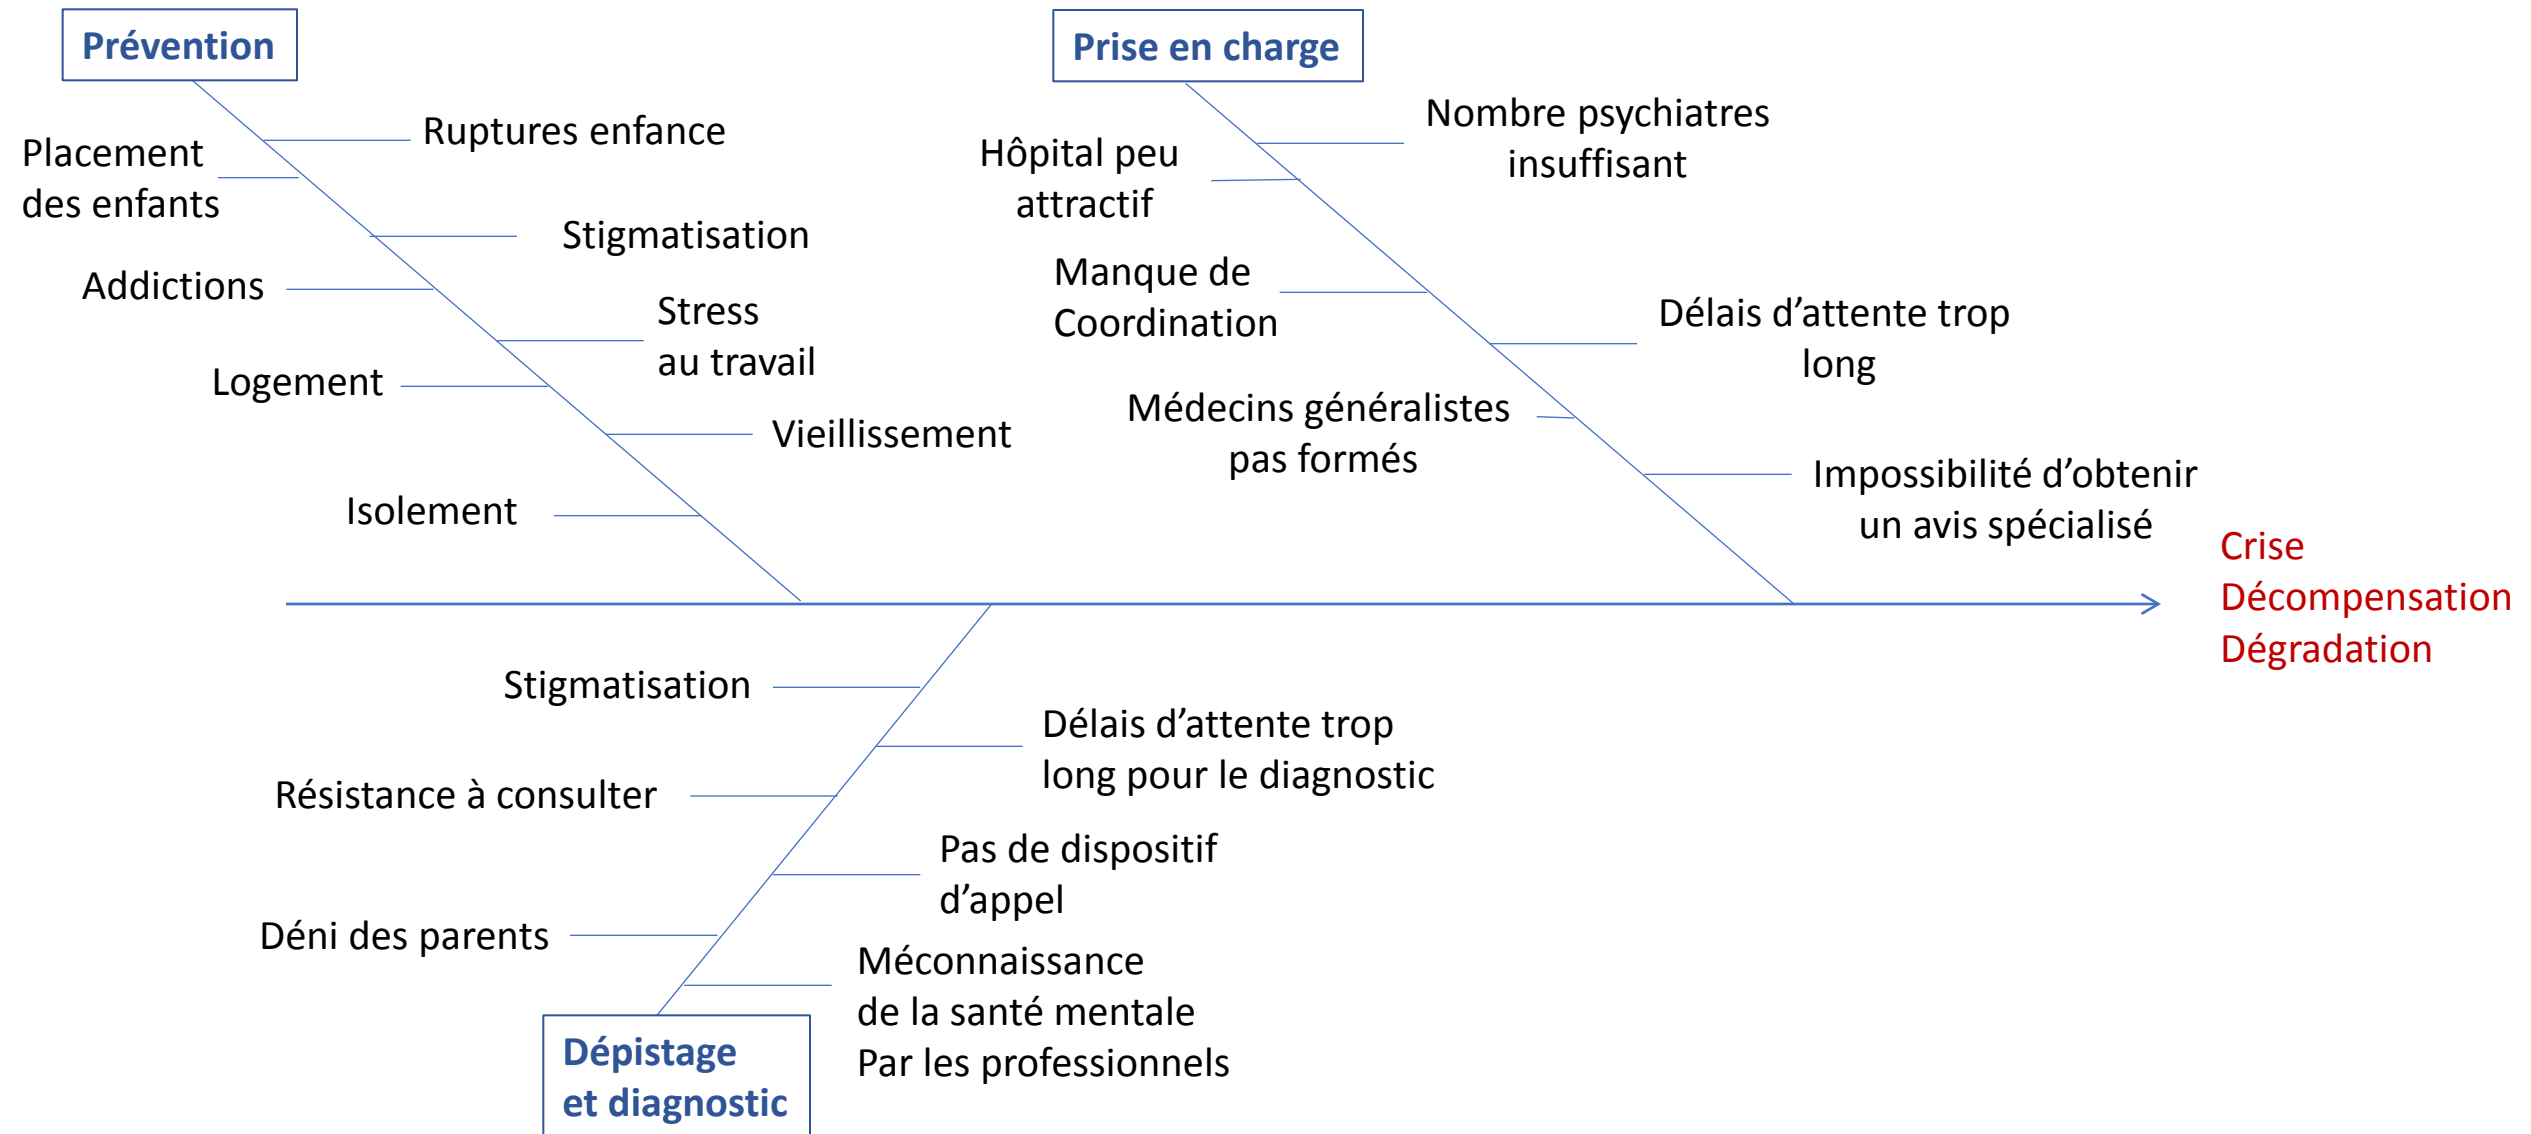 Prévention
Ruptures enfance
Placement
des enfants
Stigmatisation
Addictions
Stress
au travail
Logement
Vieillissement
Isolement
Prise en charge
Nombre psychiatres
insuffisant
Hôpital peu
attractif
Manque de
Coordination
Délais d’attente trop
long
Médecins généralistes
pas formés
Impossibilité d’obtenir
un avis spécialisé
Crise
Décompensation
Dégradation
Stigmatisation
Délais d’attente trop
long pour le diagnostic
Résistance à consulter
Pas de dispositif
d’appel
Déni des parents
Méconnaissance
de la santé mentale
Par les professionnels
Dépistage
et diagnostic